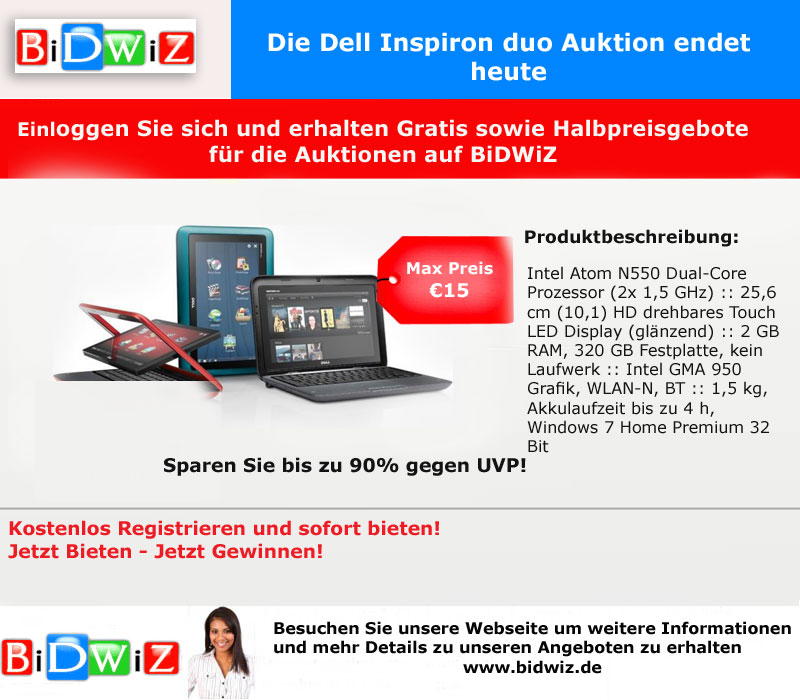 BiDWiZ
Die Dell Inspiron duo Auktion endet
heute
Einloggen Sie sich und erhalten Gratis sowie Halbpreisgebote
für die Auktionen auf BiDWiZ
Max Preis
€15
Produktbeschreibung:
Intel Atom N550 Dual-Core
Prozessor (2x 1,5 GHz) :: 25,6
cm (10,1) HD drehbares Touch
LED Display (glänzend) :: 2 GB
RAM, 320 GB Festplatte, kein
Laufwerk :: Intel GMA 950
Grafik, WLAN-N, BT :: 1,5 kg,
Akkulaufzeit bis zu 4 h,
Windows 7 Home Premium 32
Bit
Sparen Sie bis zu 90% gegen UVP!
Kostenlos Registrieren und sofort bieten!
Jetzt Bieten - Jetzt Gewinnen!
BiDWiZ
Besuchen Sie unsere Webseite um weitere Informationen
und mehr Details zu unseren Angeboten zu erhalten
www.bidwiz.de